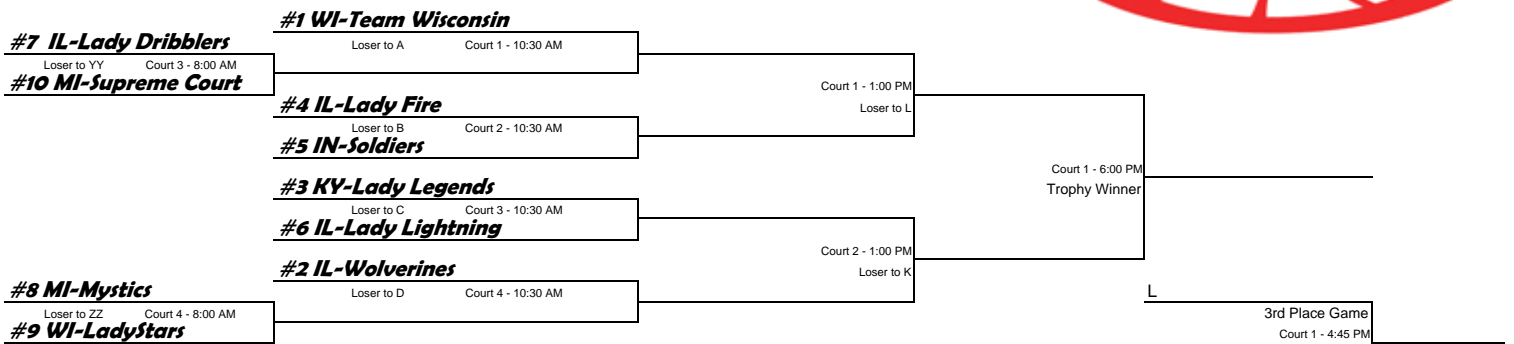 #1 WI-Team Wisconsin
#7 IL-Lady Dribblers
Loser to A Court 1 - 10:30 AM
Loser to YY Court 3 - 8:00 AM
#10 MI-Supreme Court
Court 1 - 1:00 PM
#4 IL-Lady Fire
Loser to L
Loser to B Court 2 - 10:30 AM
#5 IN-Soldiers
Court 1 - 6:00 PM
#3 KY-Lady Legends
Trophy Winner
Loser to C Court 3 - 10:30 AM
#6 IL-Lady Lightning
Court 2 - 1:00 PM
#2 IL-Wolverines
Loser to K
#8 MI-Mystics
Loser to D Court 4 - 10:30 AM
L
Loser to ZZ Court 4 - 8:00 AM
3rd Place Game
#9 WI-LadyStars
Court 1 - 4:45 PM